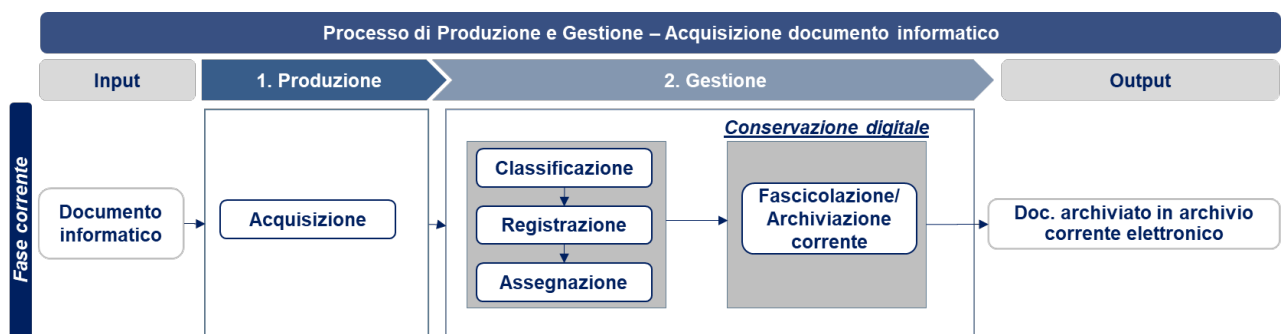 Processo di Produzione e Gestione – Acquisizione documento informatico
Input
1. Produzione
2. Gestione
Output
Fase corrente
Documento
informatico
Acquisizione
Classificazione
Registrazione
Assegnazione
Conservazione digitale
Fascicolazione/
Archiviazione
corrente
Doc. archiviato in archivio
corrente elettronico